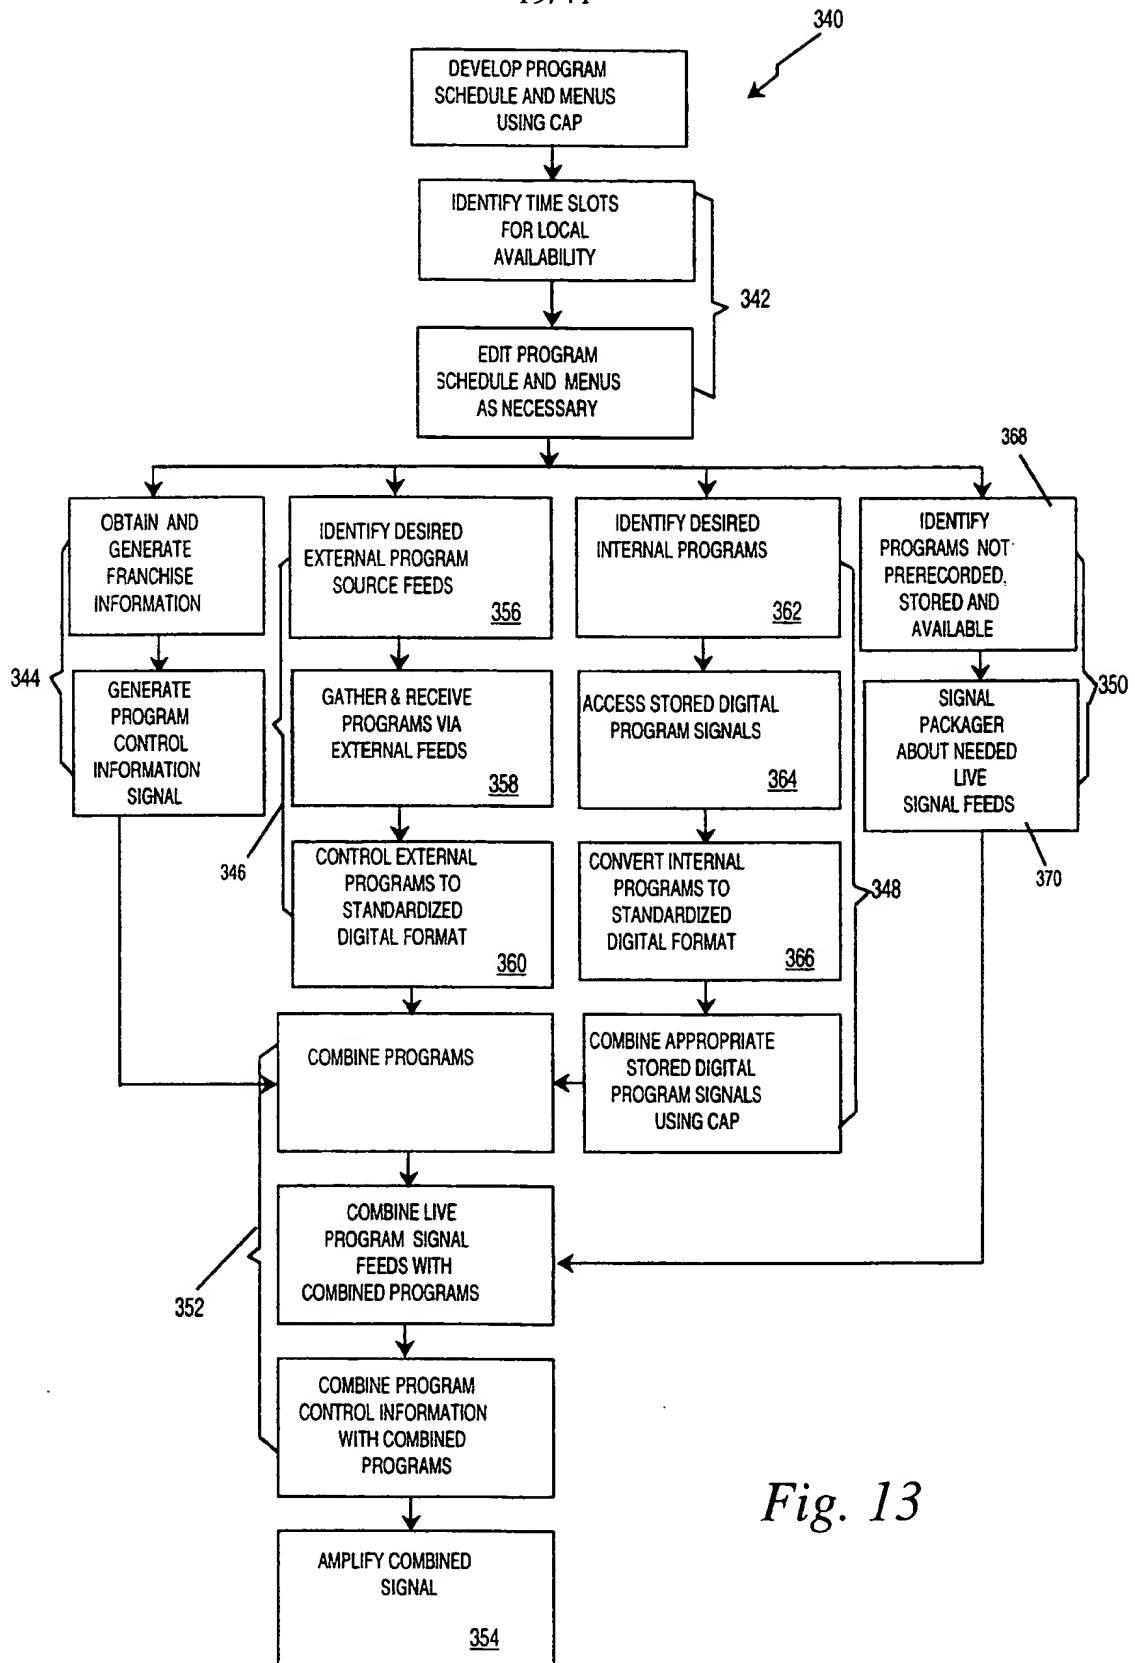 340
DEVELOP PROGRAM
SCHEDULE AND MENUS
USING CAP
IDENTIFY TIME SLOTS
FOR LOCAL
AVAILABILITY
342
EDIT PROGRAM
SCHEDULE AND MENUS
AS NECESSARY
368
OBTAIN AND
GENERATE
FRANCHISE
INFORMATION
IDENTIFY DESIRED
EXTERNAL PROGRAM
SOURCE FEEDS
356
IDENTIFY DESIRED
INTERNAL PROGRAMS
362
IDENTIFY
PROGRAMS NOT
PRERECORDED,
STORED AND
AVAILABLE
344
350
GENERATE
PROGRAM
CONTROL
INFORMATION
SIGNAL
GATHER & RECEIVE
PROGRAMS VIA
EXTERNAL FEEDS
358
ACCESS STORED DIGITAL
PROGRAM SIGNALS
364
SIGNAL
PACKAGER
ABOUT NEEDED
LIVE
SIGNAL FEEDS
346
370
CONTROL EXTERNAL
PROGRAMS TO
STANDARDIZED
DIGITAL FORMAT
360
CONVERT INTERNAL
PROGRAMS TO
STANDARDIZED
DIGITAL FORMAT
366
348
COMBINE PROGRAMS
COMBINE APPROPRIATE
STORED DIGITAL
PROGRAM SIGNALS
USING CAP
COMBINE LIVE
PROGRAM SIGNAL
FEEDS WITH
COMBINED PROGRAMS
352
COMBINE PROGRAM
CONTROL INFORMATION
WITH COMBINED
PROGRAMS
Fig. 13
AMPLIFY COMBINED
SIGNAL
354